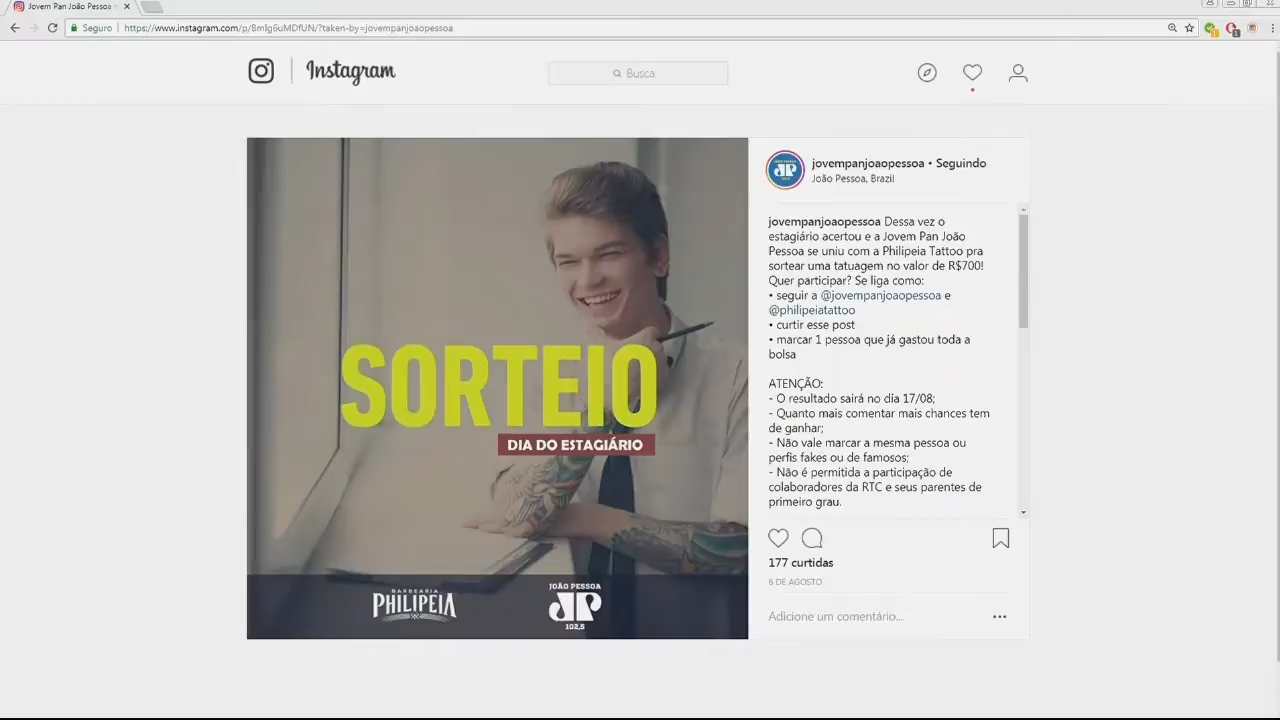 Jovem Pan João Pessoa n
Seguro
https://www.instagram.com/p/BmIg6uMDfUN/?taken-by=jovempanjoaopessoa
Instagram
Busca
SORTEIO
DIA DO ESTAGIÁRIO
BARBEARIA
PHILIPEIA
JOÃO PESSOA
JP
102,5
jovempanjoaopessoa • Seguindo
João Pessoa, Brazil
jovempanjoaopessoa Dessa vez o
estagiário acertou e a Jovem Pan João
Pessoa se uniu com a Philipeia Tattoo pra
sortear uma tatuagem no valor de R$700!
Quer participar? Se liga como:
• seguir a @jovempanjoaopessoa e
@philipeiatattoo
• curtir esse post
• marcar 1 pessoa que já gastou toda a
bolsa
ATENÇÃO:
- O resultado sairá no dia 17/08;
- Quanto mais comentar mais chances tem
de ganhar;
- Não vale marcar a mesma pessoa ou
perfis fakes ou de famosos;
- Não é permitida a participação de
colaboradores da RTC e seus parentes de
primeiro grau.
177 curtidas
6 DE AGOSTO
Adicione um comentário...